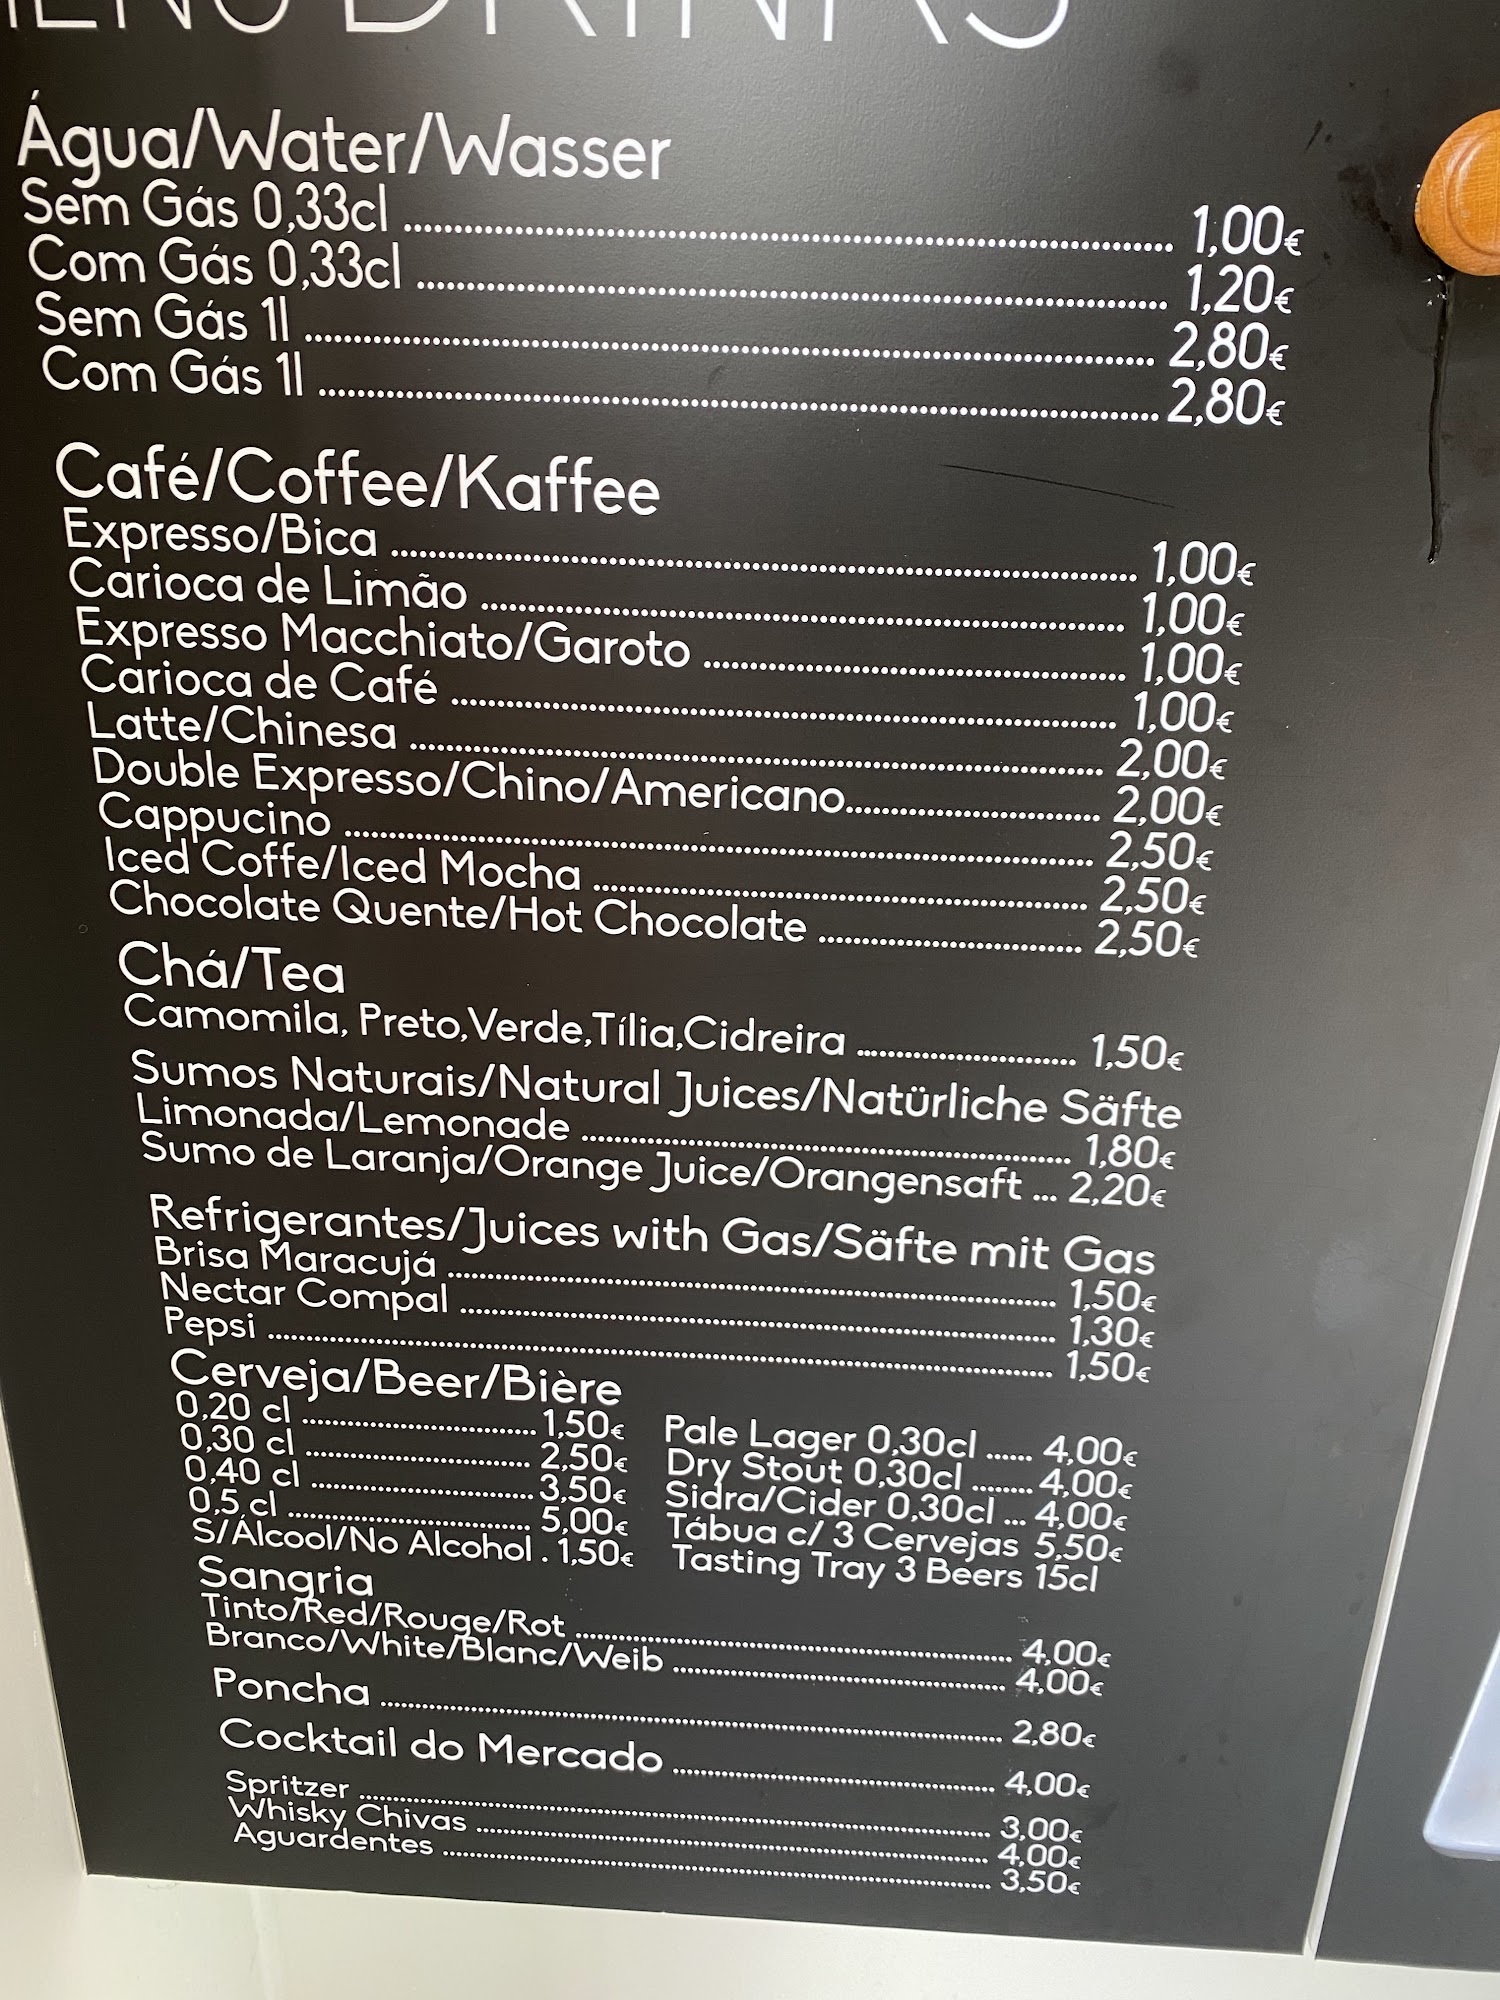 MENU DRINKS
Água/Water/Wasser
Sem Gás 0,33cl ........ 1,00€
Com Gás 0,33cl ........ 1,20€
Sem Gás 1l ........ 2,80€
Com Gás 1l ........ 2,80€
Café/Coffee/Kaffee
Expresso/Bica ........ 1,00€
Carioca de Limão ........ 1,00€
Expresso Macchiato/Garoto ........ 1,00€
Carioca de Café ........ 1,00€
Latte/Chinesa ........ 2,00€
Double Expresso/Chino/Americano ........ 2,00€
Cappucino ........ 2,50€
Iced Coffe/Iced Mocha ........ 2,50€
Chocolate Quente/Hot Chocolate ........ 2,50€
Chá/Tea
Camomila, Preto,Verde,Tília,Cidreira ........ 1,50€
Sumos Naturais/Natural Juices/Natürliche Säfte
Limonada/Lemonade ........ 1,80€
Sumo de Laranja/Orange Juice/Orangensaft ... 2,20€
Refrigerantes/Juices with Gas/Säfte mit Gas
Brisa Maracujá ........ 1,50€
Nectar Compal ........ 1,30€
Pepsi ........ 1,50€
Cerveja/Beer/Bière
0,20 cl ........ 1,50€
0,30 cl ........ 2,50€
0,40 cl ........ 3,50€
0,5 cl ........ 5,00€
S/Álcool/No Alcohol . 1,50€
Pale Lager 0,30cl ...... 4,00€
Dry Stout 0,30cl ........ 4,00€
Sidra/Cider 0,30cl ... 4,00€
Tábua c/ 3 Cervejas 5,50€
Tasting Tray 3 Beers 15cl
Sangria
Tinto/Red/Rouge/Rot ........ 4,00€
Branco/White/Blanc/Weib ........ 4,00€
Poncha ........ 2,80€
Cocktail do Mercado ........ 4,00€
Spritzer ........ 3,00€
Whisky Chivas ........ 4,00€
Aguardentes ........ 3,50€